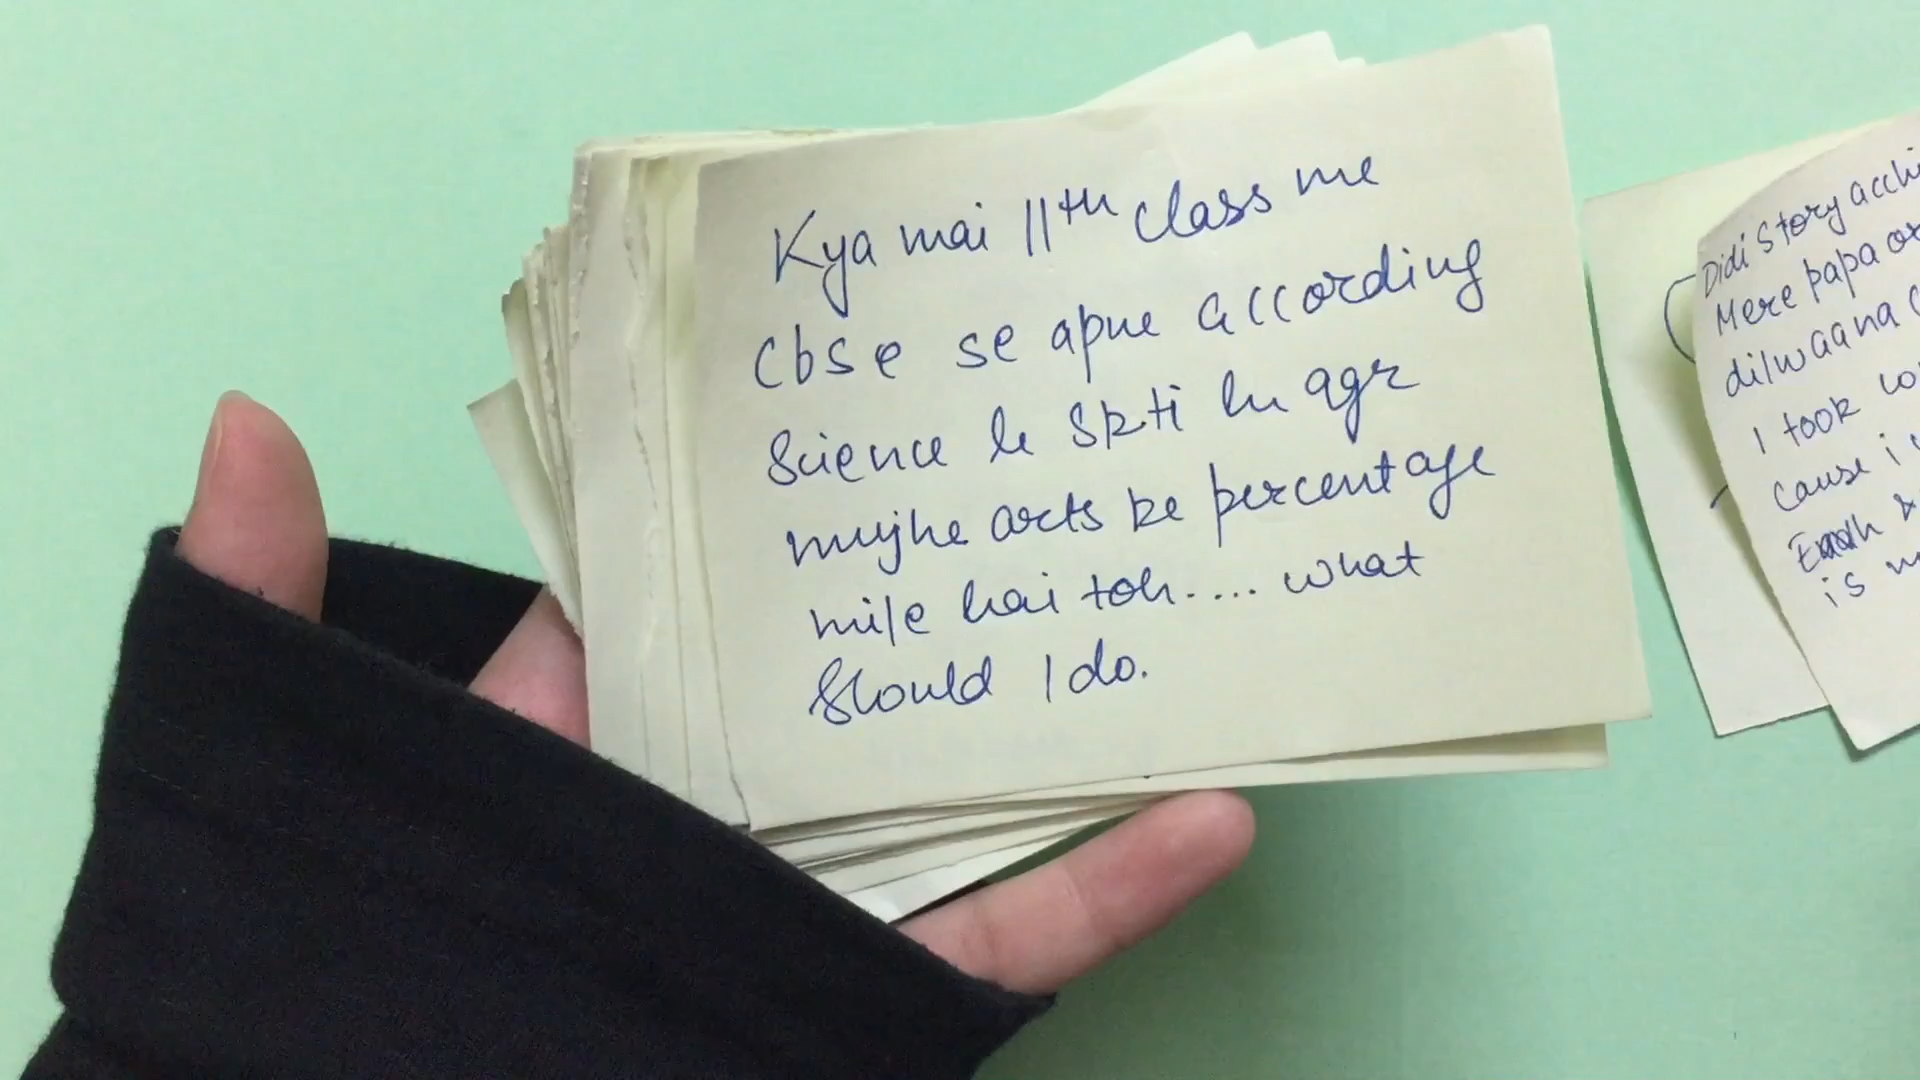 Kya mai 11th class me
Cbse se apne according
Science le skti hu agr
mujhe arts ke percentage
mile hai toh.... what
Should I do.
Didi Story acchi
Mere papa
dilwaana
I took
cause i
is